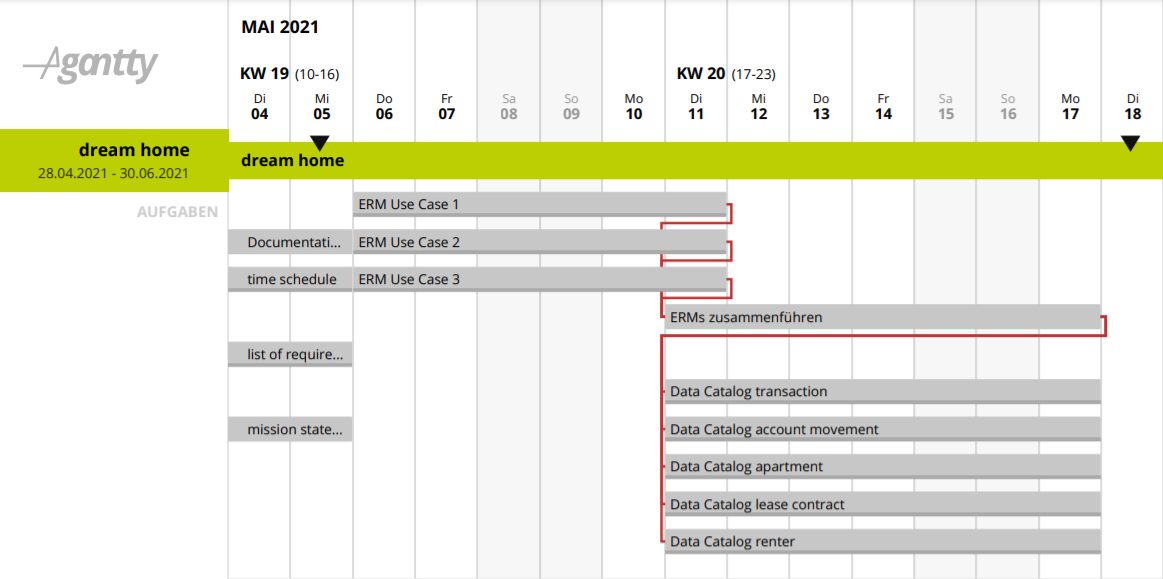 MAI 2021
Agantty
KW 19 (10-16) KW 20 (17-23)
Di Mi Do Fr Sa So Mo Di Mi Do Fr Sa So Mo Di
04 05 06 07 08 09 10 11 12 13 14 15 16 17 18
dream home
28.04.2021 - 30.06.2021
dream home
AUFGABEN
ERM Use Case 1
Documentati... ERM Use Case 2
time schedule ERM Use Case 3
ERMs zusammenführen
list of require...
Data Catalog transaction
mission state... Data Catalog account movement
Data Catalog apartment
Data Catalog lease contract
Data Catalog renter